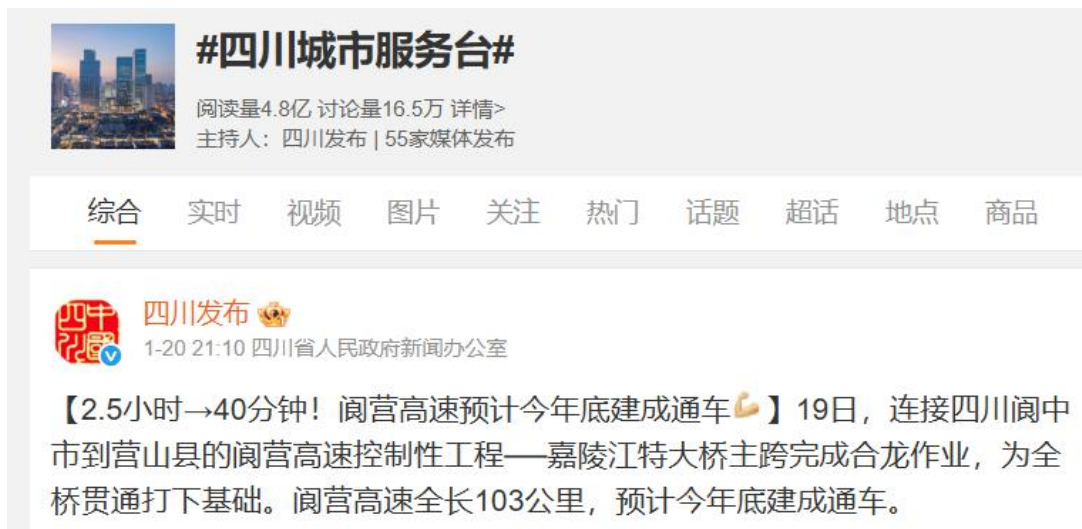 #四川城市服务台#
阅读量4.8亿 讨论量16.5万 详情>
主持人：四川发布 | 55家媒体发布
综合 实时 视频 图片 关注 热门 话题 超话 地点 商品
四川发布
1-20 21:10 四川省人民政府新闻办公室
【2.5小时→40分钟！阆营高速预计今年底建成通车💪】19日，连接四川阆中
市到营山县的阆营高速控制性工程——嘉陵江特大桥主跨完成合龙作业，为全
桥贯通打下基础。阆营高速全长103公里，预计今年底建成通车。